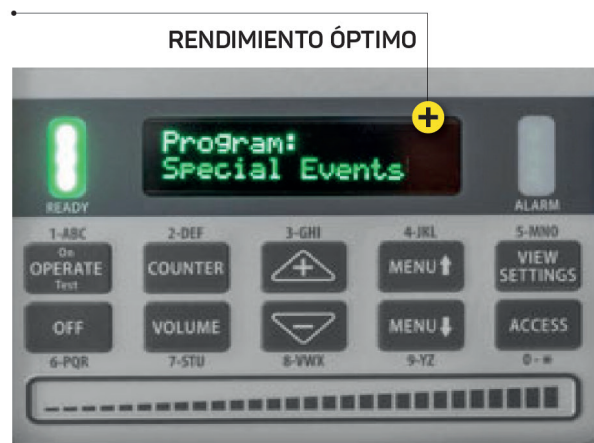 RENDIMIENTO ÓPTIMO
Program:
Special Events
READY
ALARM
1-ABC 2-DEF 3-GHI 4-JKL 5-MNO
On
OPERATE
Test
COUNTER
+
MENU ↑
VIEW
SETTINGS
OFF
VOLUME
−
MENU ↓
ACCESS
6-PQR 7-STU 8-VWX 9-YZ 0-*